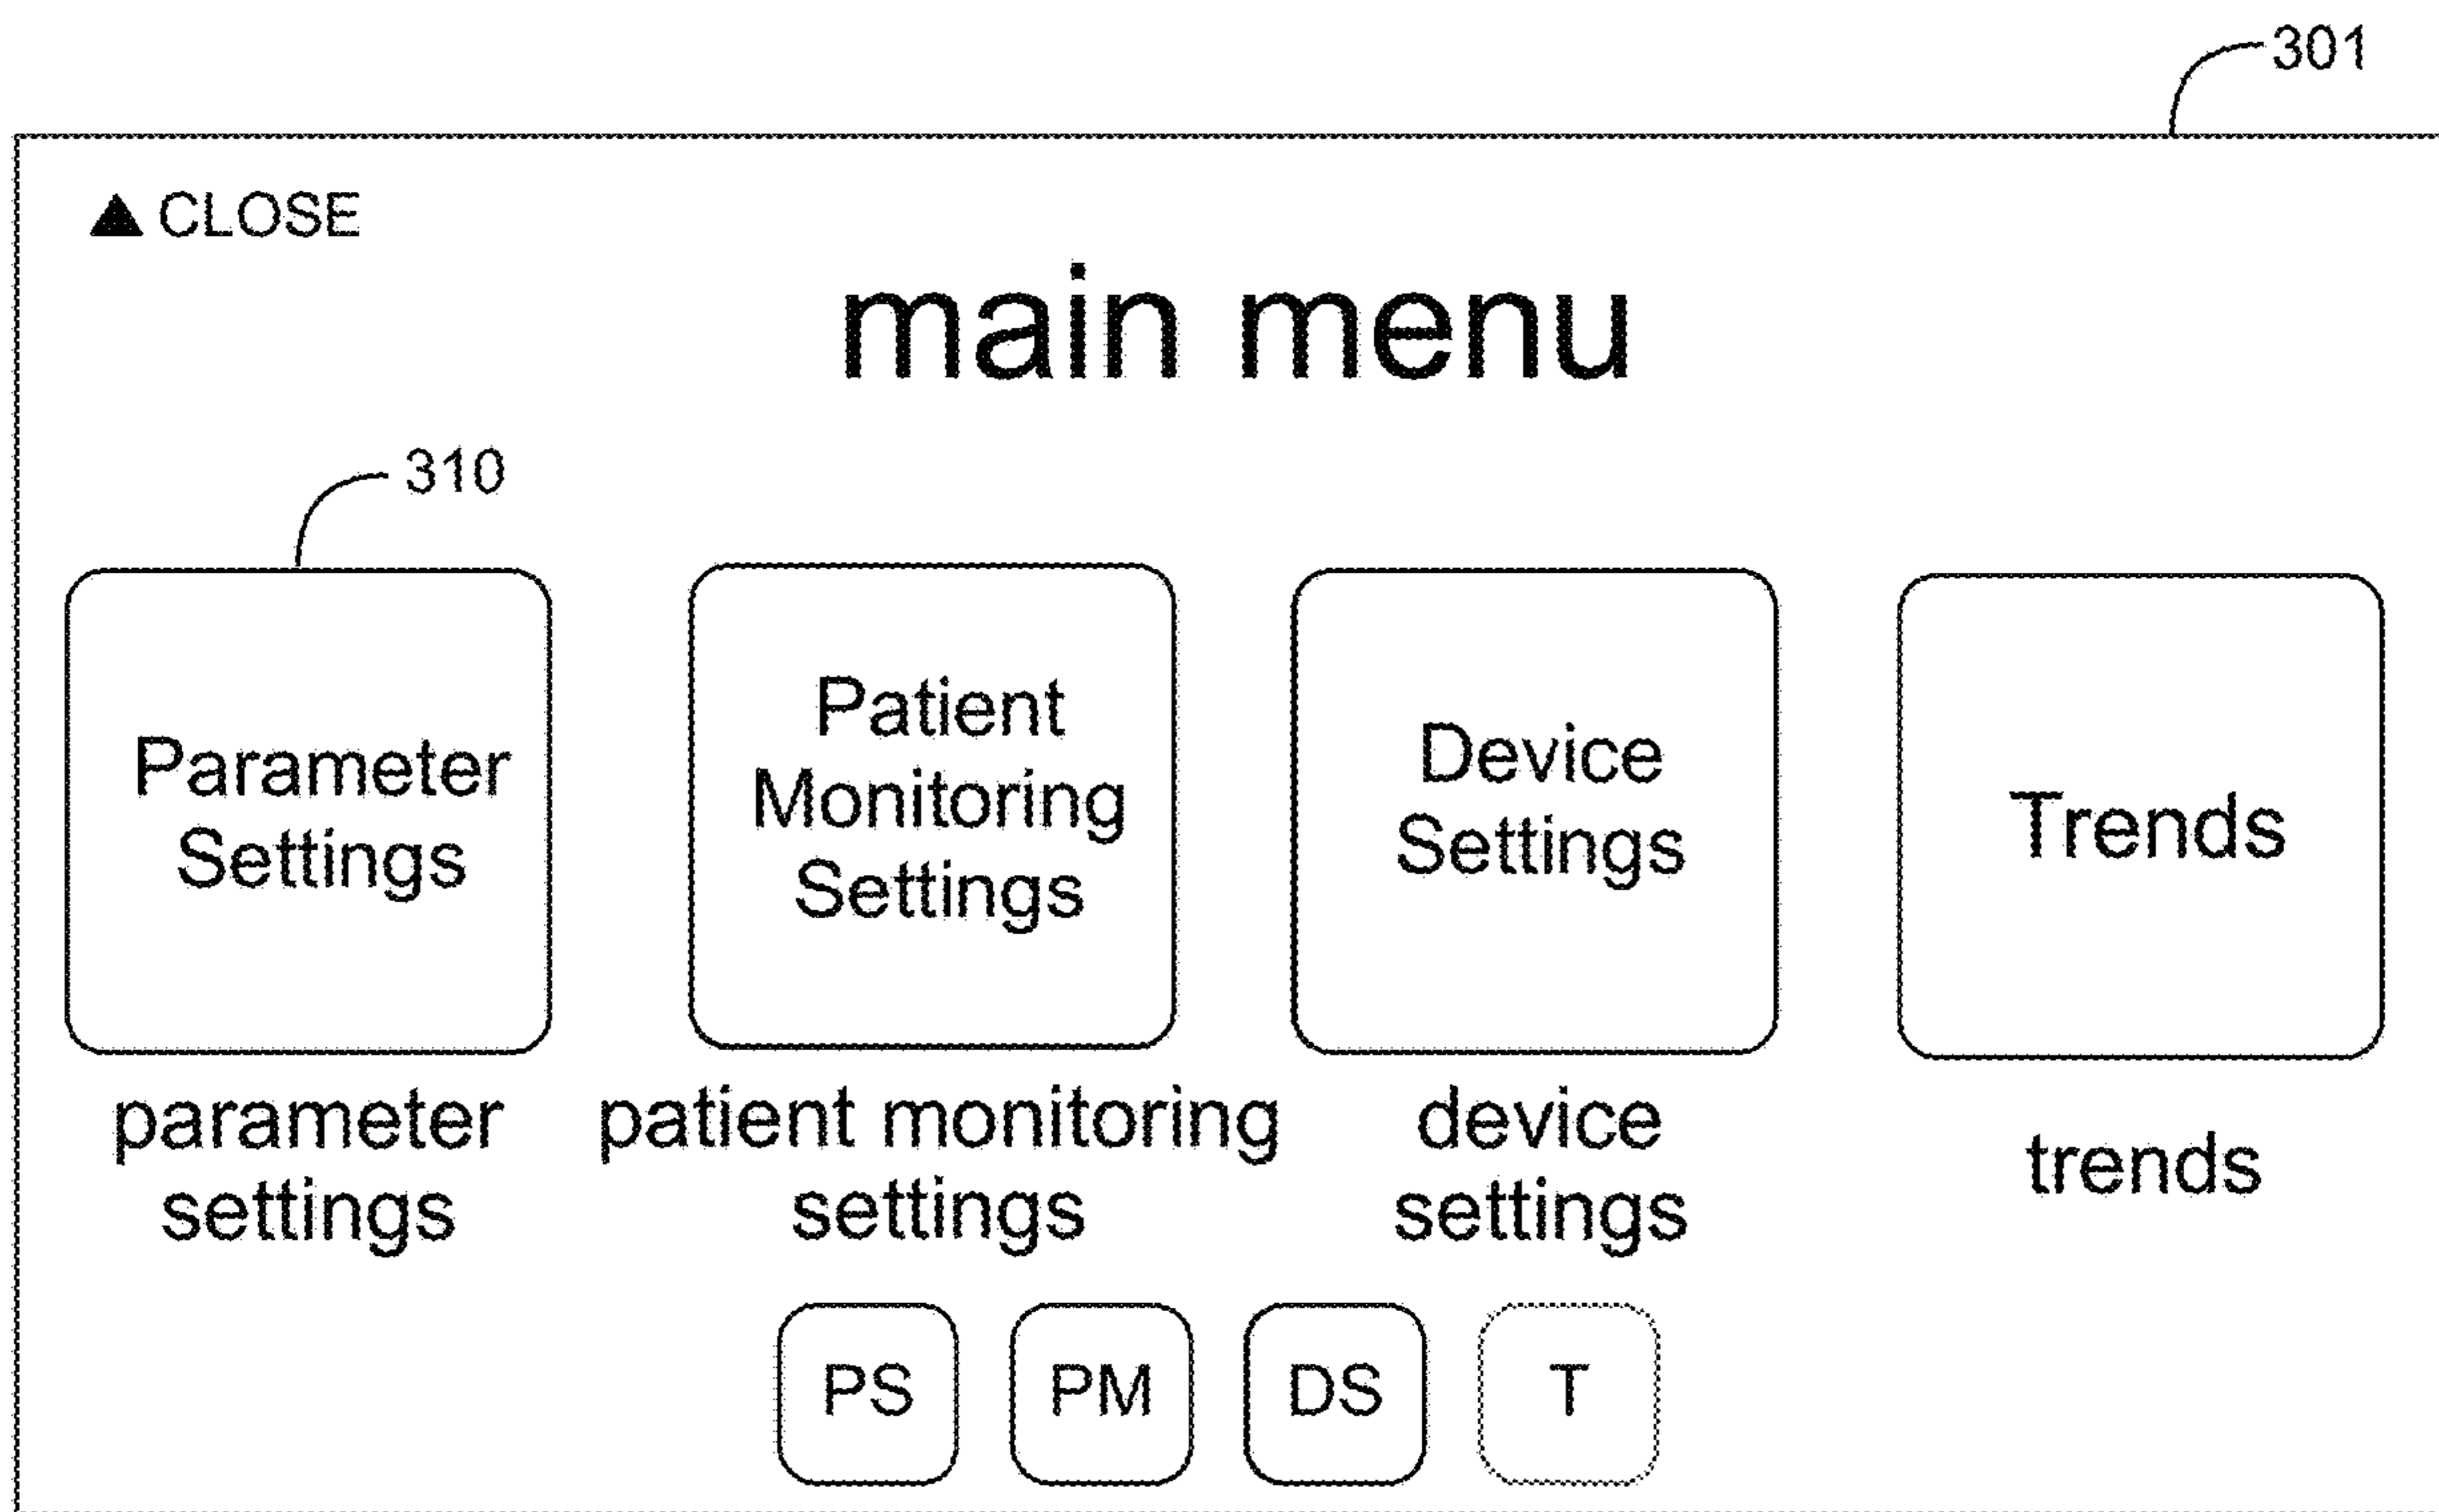 301
▲ CLOSE
main menu
310
Parameter
Settings
Patient
Monitoring
Settings
Device
Settings
Trends
parameter
settings
patient monitoring
settings
device
settings
trends
PS
PM
DS
T